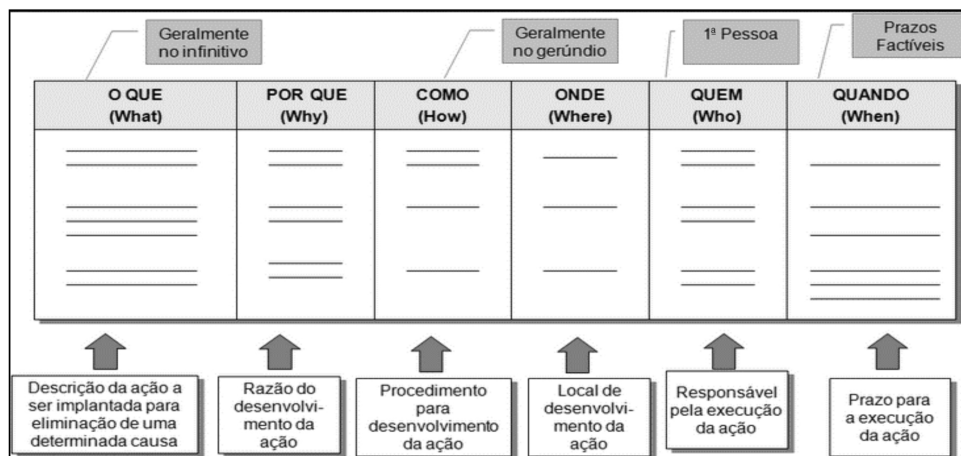 Geralmente
no infinitivo
Geralmente
no gerúndio
1ª Pessoa
Prazos
Factíveis
O QUE
(What)
POR QUE
(Why)
COMO
(How)
ONDE
(Where)
QUEM
(Who)
QUANDO
(When)
Descrição da ação a
ser implantada para
eliminação de uma
determinada causa
Razão do
desenvolvi-
mento da
ação
Procedimento
para
desenvolvimento
da ação
Local de
desenvolvi-
mento da
ação
Responsável
pela execução
da ação
Prazo para
a execução
da ação